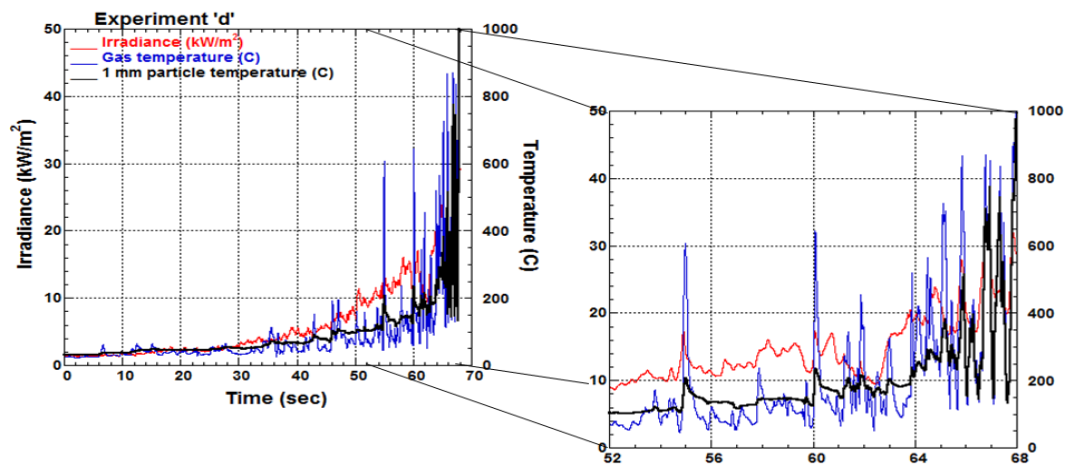 Experiment 'd'
Irradiance (kW/m²)
Gas temperature (C)
1 mm particle temperature (C)
50
40
30
20
10
0
Irradiance (kW/m²)
1000
800
600
400
200
0
Temperature (C)
0 10 20 30 40 50 60 70
Time (sec)
50
40
30
20
10
0
1000
800
600
400
200
0
52 56 60 64 68